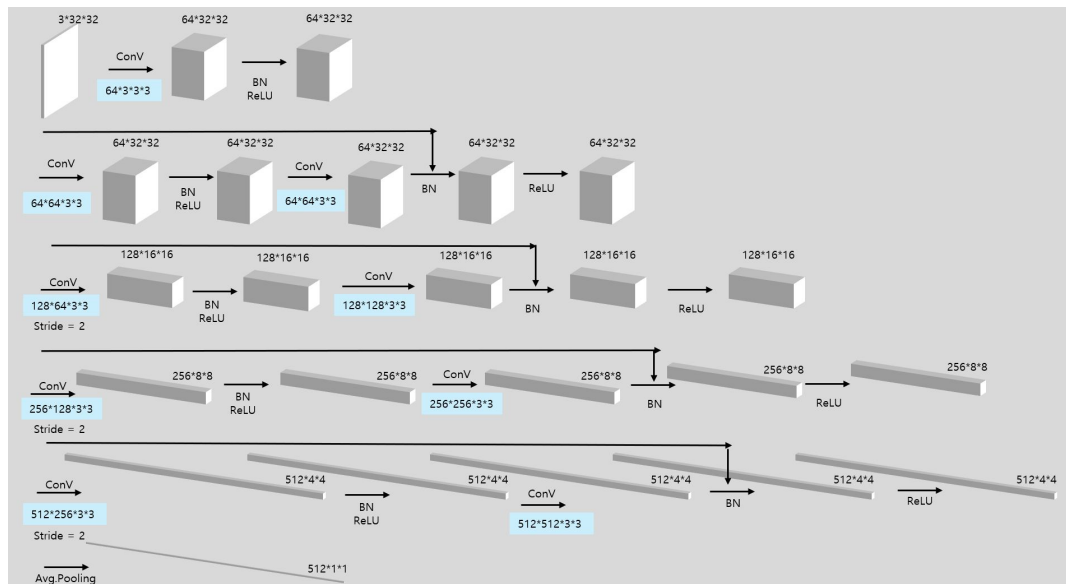 3*32*32
64*32*32
64*32*32
ConV
64*3*3*3
BN
ReLU
64*32*32
64*32*32
64*32*32
64*32*32
64*32*32
ConV
64*64*3*3
BN
ReLU
ConV
64*64*3*3
BN
ReLU
128*16*16
128*16*16
128*16*16
128*16*16
128*16*16
ConV
128*64*3*3
Stride = 2
BN
ReLU
ConV
128*128*3*3
BN
ReLU
256*8*8
256*8*8
256*8*8
256*8*8
256*8*8
ConV
256*128*3*3
Stride = 2
BN
ReLU
ConV
256*256*3*3
BN
ReLU
512*4*4
512*4*4
512*4*4
512*4*4
512*4*4
ConV
512*256*3*3
Stride = 2
BN
ReLU
ConV
512*512*3*3
BN
ReLU
Avg.Pooling
512*1*1